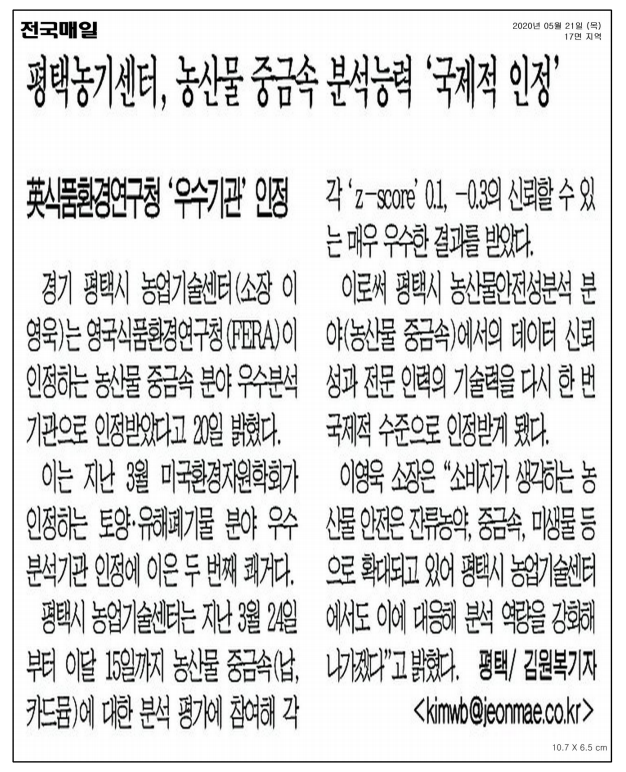 전국매일
2020년 05월 21일 (목)
17면 지역
평택농기센터, 농산물 중금속 분석능력 ‘국제적 인정’
英식품환경연구청 ‘우수기관’ 인정
경기 평택시 농업기술센터(소장 이
영욱)는 영국식품환경연구청(FERA)이
인정하는 농산물 중금속 분야 우수분석
기관으로 인정받았다고 20일 밝혔다.
이는 지난 3월 미국환경자원학회가
인정하는 토양·유해폐기물 분야 우수
분석기관 인정에 이은 두 번째 쾌거다.
평택시 농업기술센터는 지난 3월 24일
부터 이달 15일까지 농산물 중금속(납,
카드뮴)에 대한 분석 평가에 참여해 각
각 ‘z-score’ 0.1, -0.3의 신뢰할 수 있
는 매우 우수한 결과를 받았다.
이로써 평택시 농산물안전성분석 분
야(농산물 중금속)에서의 데이터 신뢰
성과 전문 인력의 기술력을 다시 한 번
국제적 수준으로 인정받게 됐다.
이영욱 소장은 “소비자가 생각하는 농
산물 안전은 잔류농약, 중금속, 미생물 등
으로 확대되고 있어 평택시 농업기술센터
에서도 이에 대응해 분석 역량을 강화해
나가겠다”고 밝혔다. 평택/ 김원복기자
<kimwb@jeonmae.co.kr>
10.7 X 6.5 cm